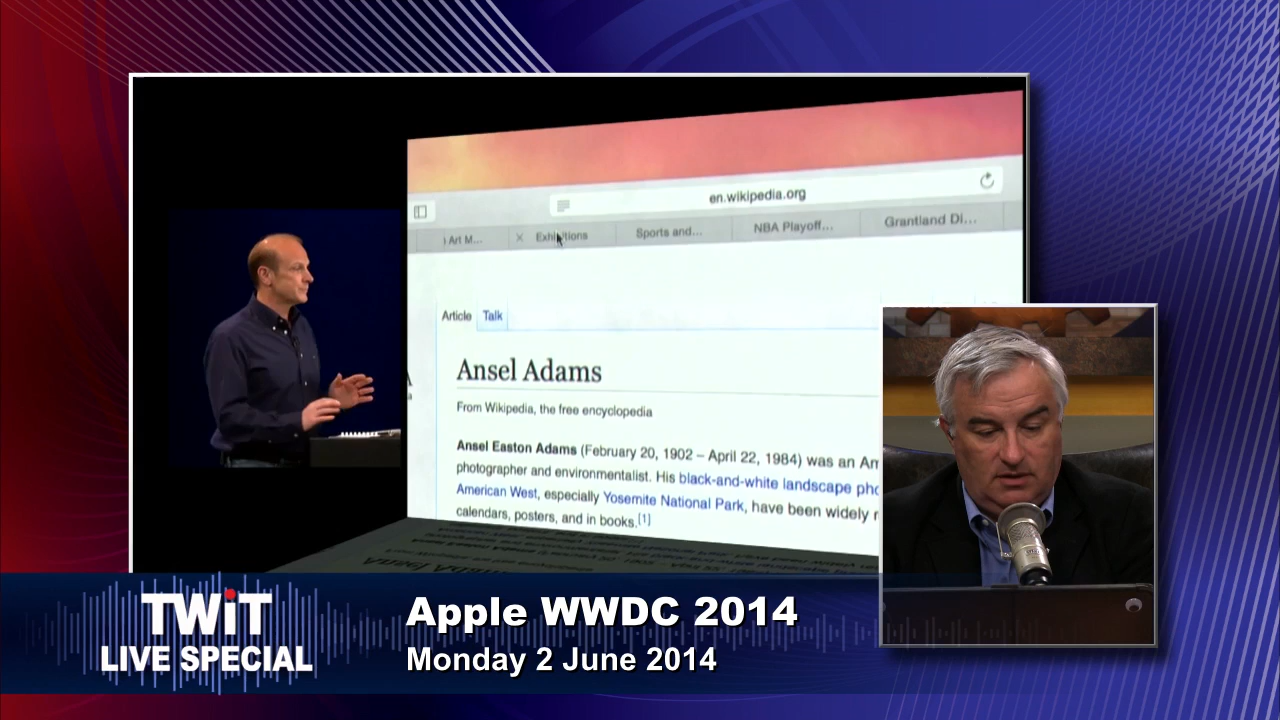 en.wikipedia.org
Art M... × Exhibitions Sports and... NBA Playoff... Grantland Di...
Article Talk
Ansel Adams
From Wikipedia, the free encyclopedia
Ansel Easton Adams (February 20, 1902 – April 22, 1984) was an Am
photographer and environmentalist. His black-and-white landscape pho
American West, especially Yosemite National Park, have been widely r
calendars, posters, and in books.[1]
TWiT
LIVE SPECIAL
Apple WWDC 2014
Monday 2 June 2014